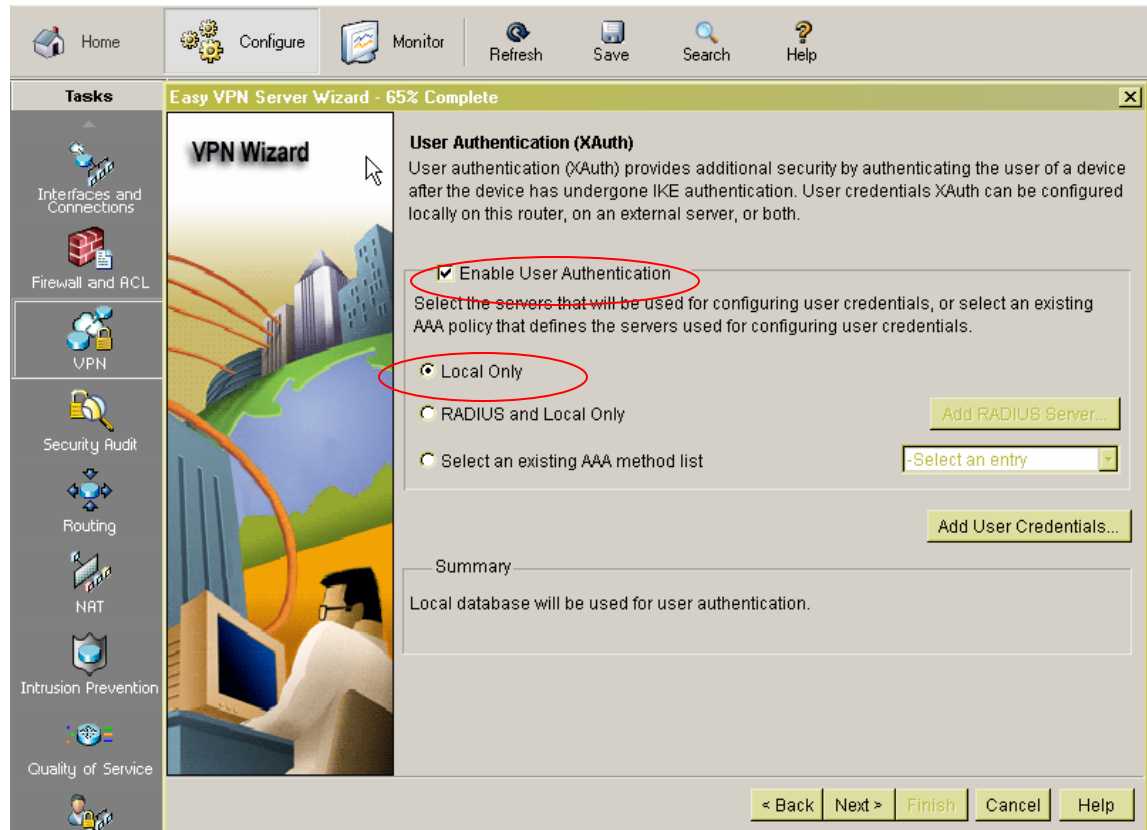 Home
Configure
Monitor
Refresh
Save
Search
Help
Tasks
Interfaces and
Connections
Firewall and ACL
VPN
Security Audit
Routing
NAT
Intrusion Prevention
Quality of Service
Easy VPN Server Wizard - 65% Complete
VPN Wizard
User Authentication (XAuth)
User authentication (XAuth) provides additional security by authenticating the user of a device
after the device has undergone IKE authentication. User credentials XAuth can be configured
locally on this router, on an external server, or both.
Enable User Authentication
Select the servers that will be used for configuring user credentials, or select an existing
AAA policy that defines the servers used for configuring user credentials.
Local Only
RADIUS and Local Only
Add RADIUS Server...
Select an existing AAA method list
-Select an entry
Add User Credentials...
Summary
Local database will be used for user authentication.
< Back
Next >
Finish
Cancel
Help